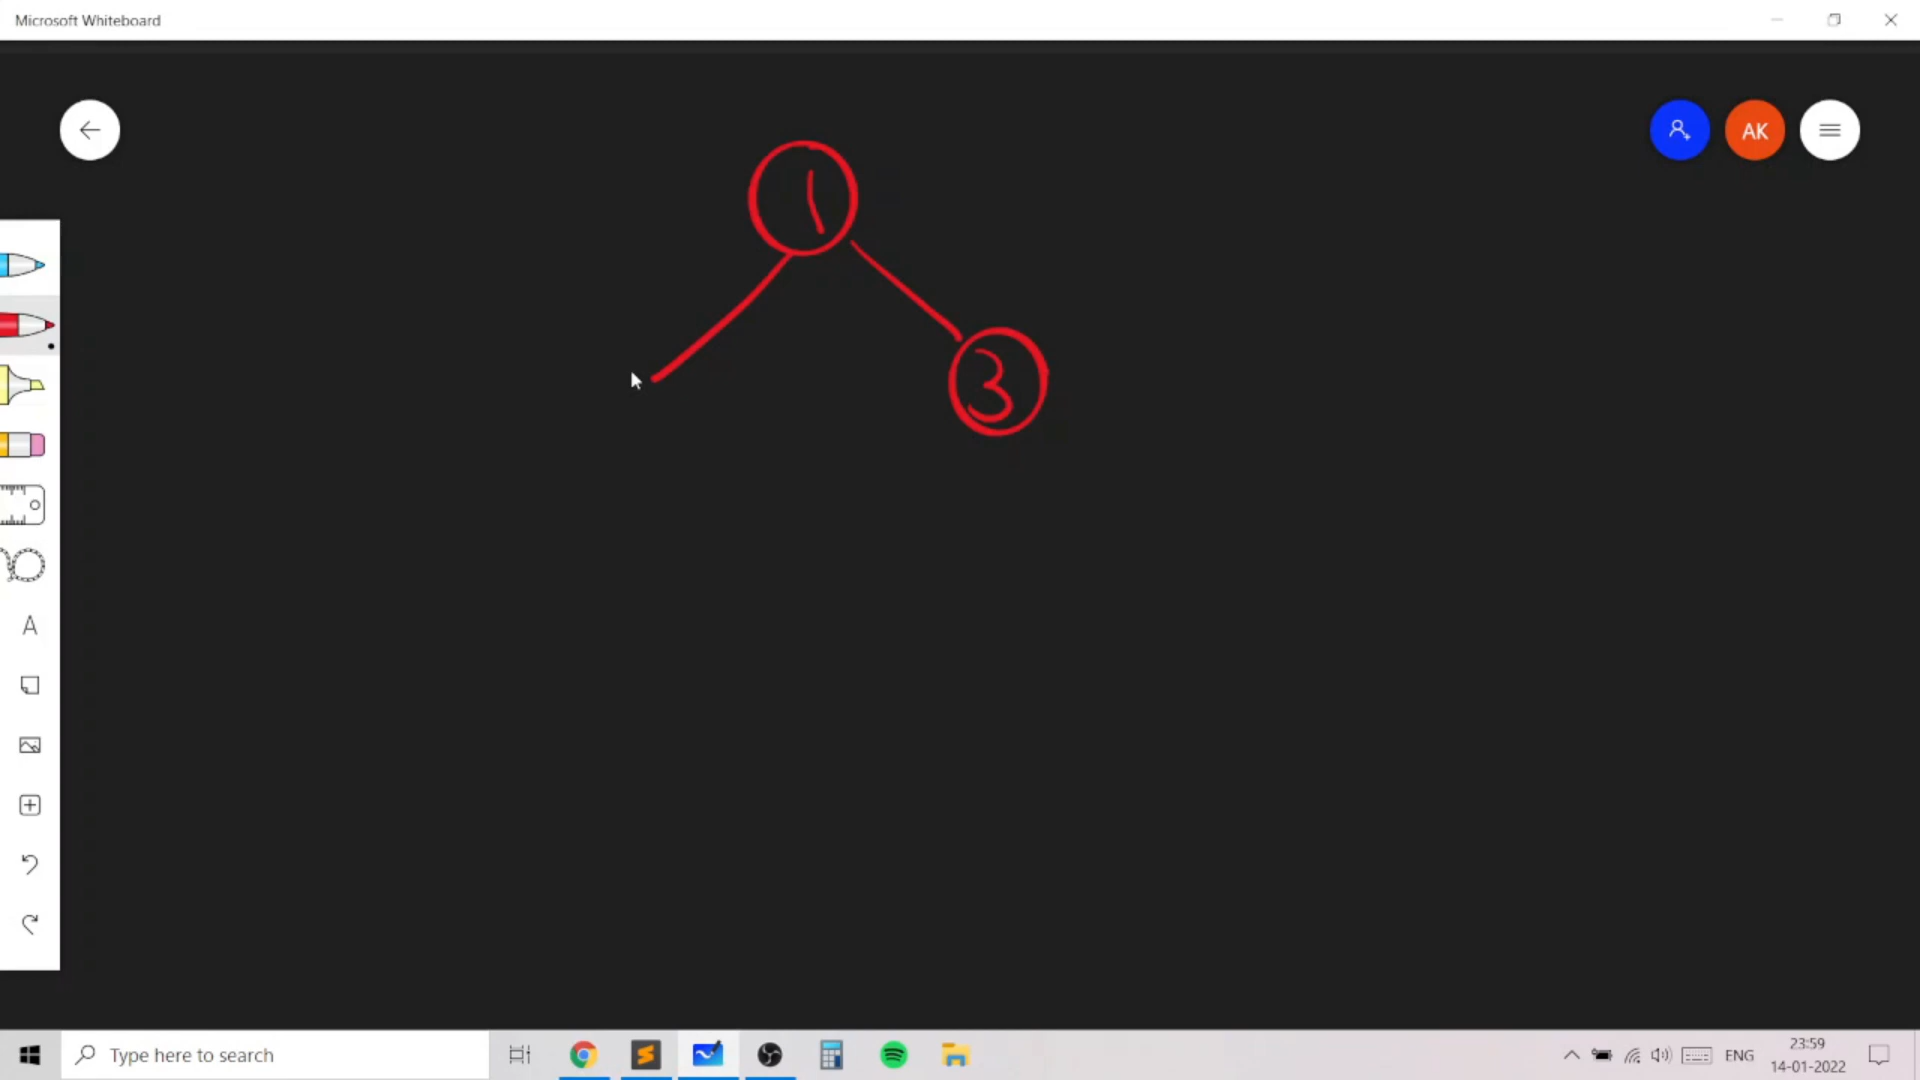 Microsoft Whiteboard
AK
1
3
A
Type here to search
ENG
23:59
14-01-2022